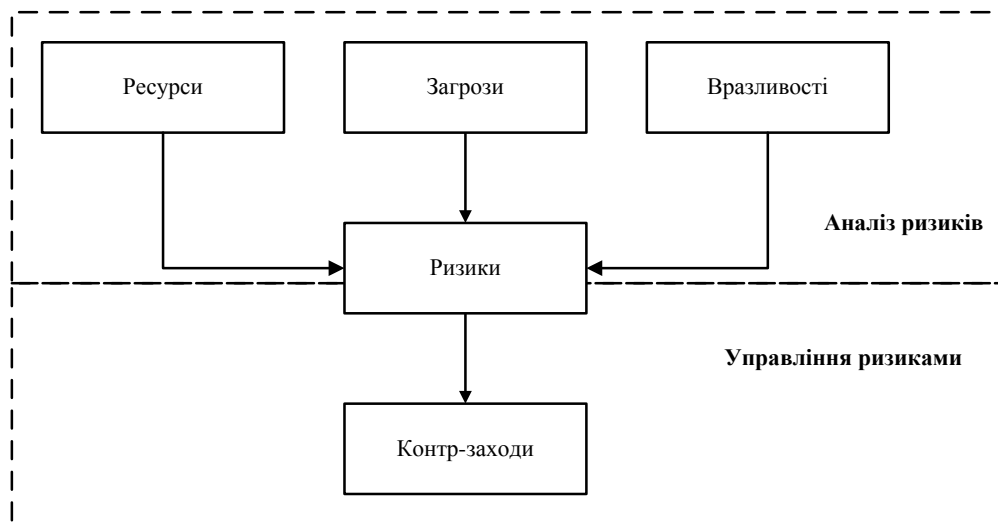 Ресурси
Загрози
Вразливості
Аналіз ризиків
Ризики
Управління ризиками
Контр-заходи